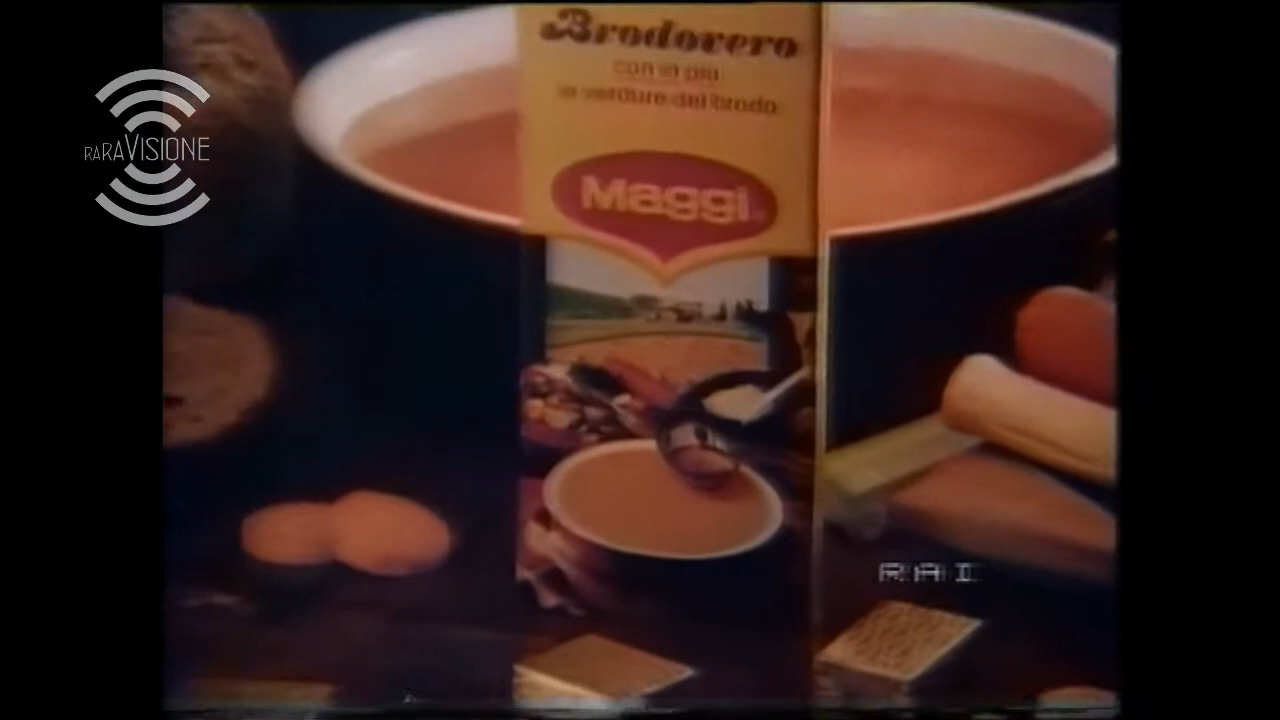 Brodovero
con in più
le verdure del brodo
Maggi
RARAVISIONE
RAI